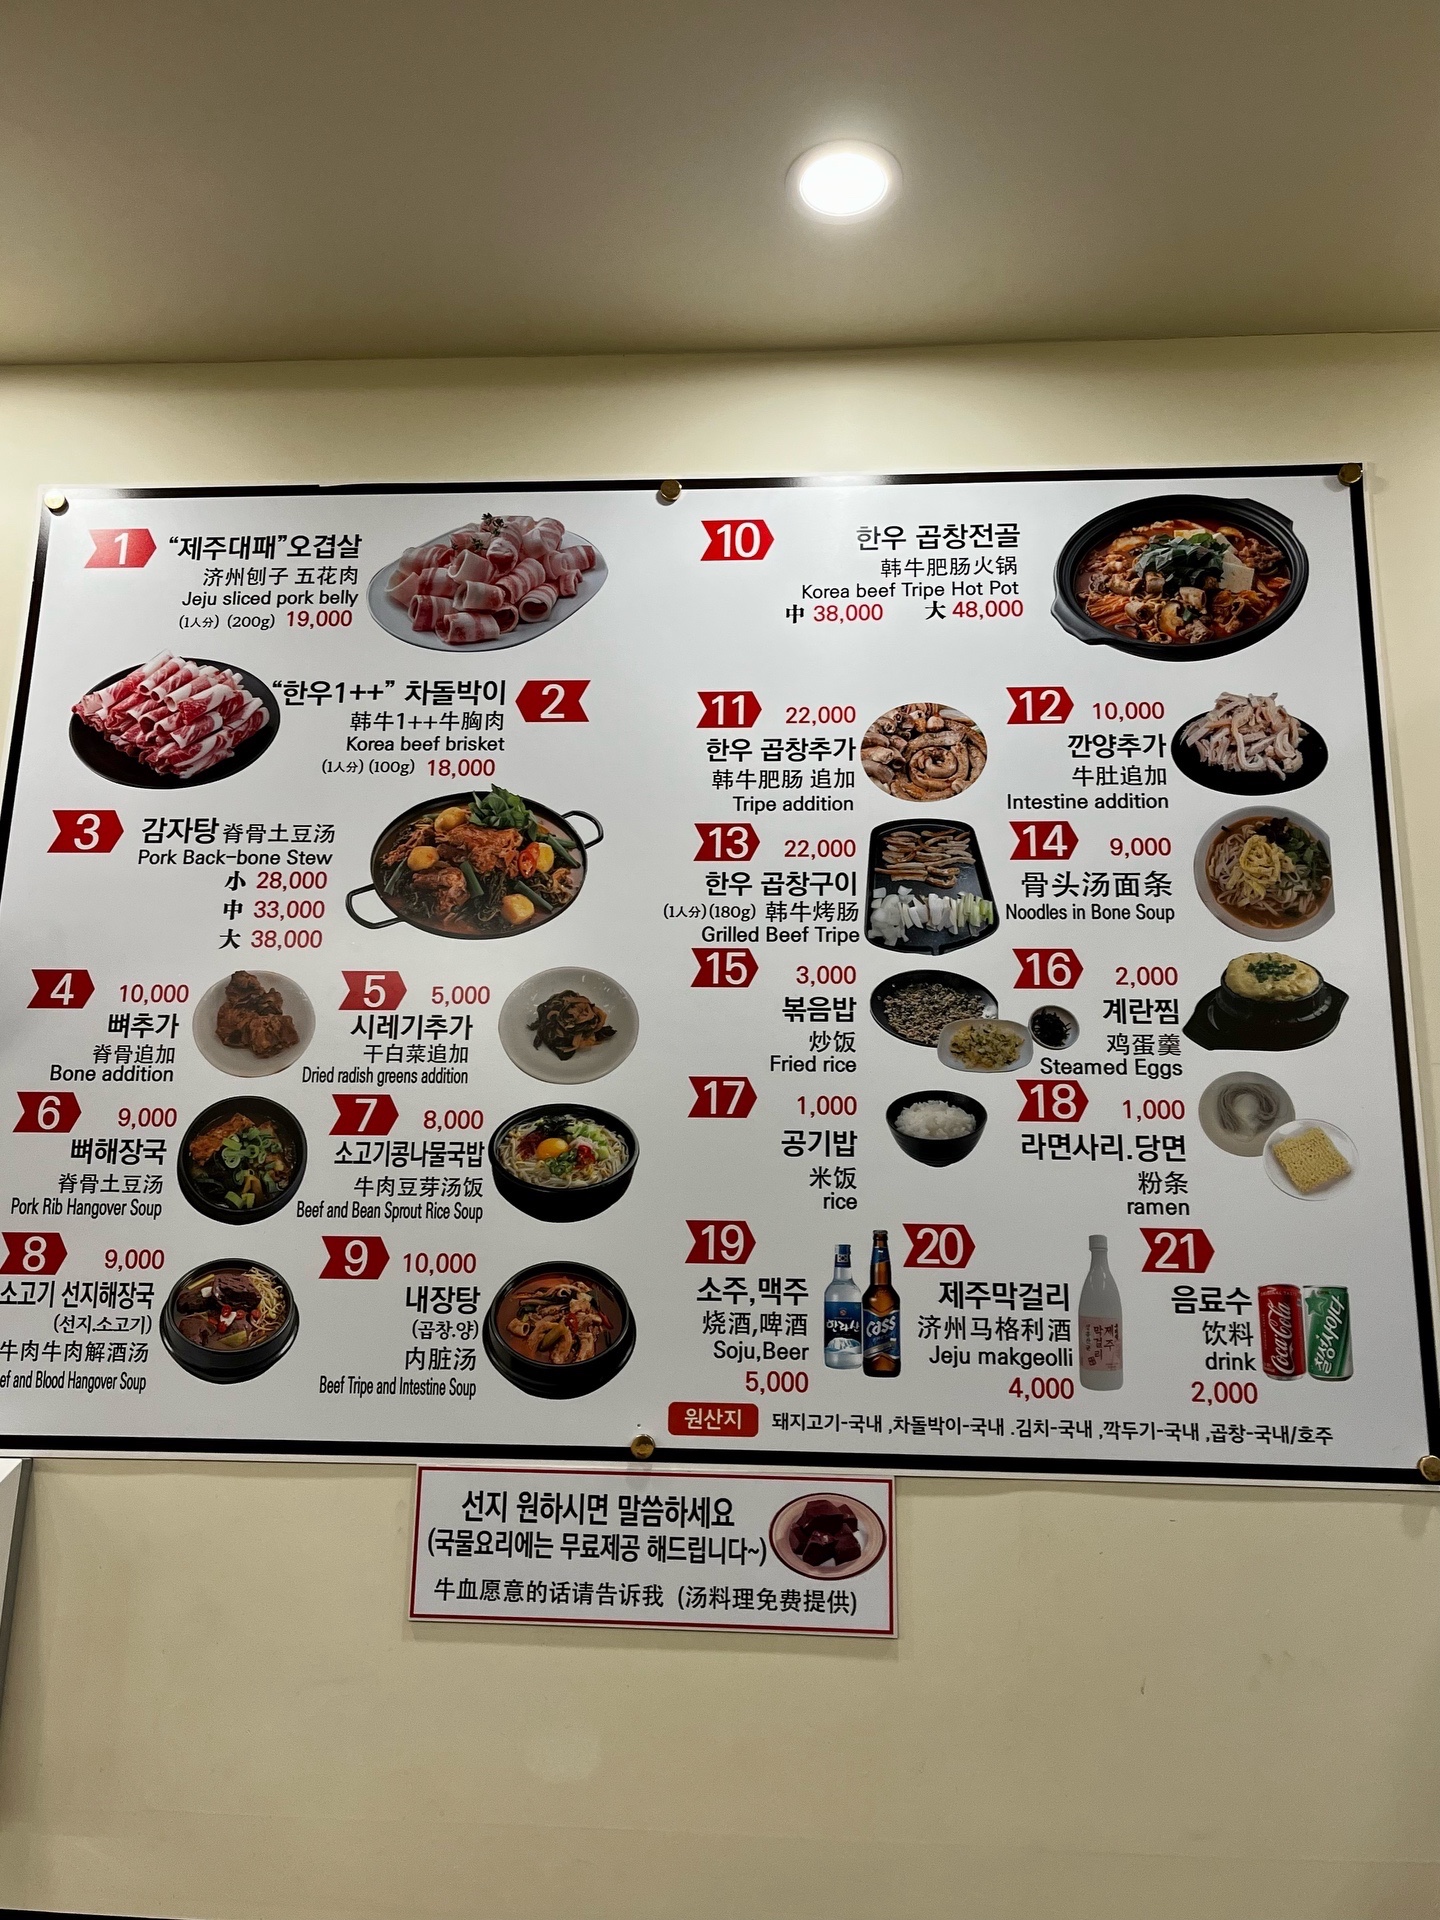 1
“제주대패”오겹살
济州刨子 五花肉
Jeju sliced pork belly
(1人分) (200g) 19,000
2
“한우1++” 차돌박이
韩牛1++牛胸肉
Korea beef brisket
(1人分) (100g) 18,000
3
감자탕 脊骨土豆汤
Pork Back-bone Stew
小 28,000
中 33,000
大 38,000
4
10,000
뼈추가
脊骨追加
Bone addition
5
5,000
시레기추가
干白菜追加
Dried radish greens addition
6
9,000
뼈해장국
脊骨土豆汤
Pork Rib Hangover Soup
7
8,000
소고기콩나물국밥
牛肉豆芽汤饭
Beef and Bean Sprout Rice Soup
8
9,000
소고기 선지해장국
(선지.소고기)
牛肉牛肉解酒汤
ef and Blood Hangover Soup
9
10,000
내장탕
(곱창.양)
内脏汤
Beef Tripe and Intestine Soup
10
한우 곱창전골
韩牛肥肠火锅
Korea beef Tripe Hot Pot
中 38,000 大 48,000
11
22,000
한우 곱창추가
韩牛肥肠 追加
Tripe addition
12
10,000
깐양추가
牛肚追加
Intestine addition
13
22,000
한우 곱창구이
(1人分)(180g) 韩牛烤肠
Grilled Beef Tripe
14
9,000
骨头汤面条
Noodles in Bone Soup
15
3,000
볶음밥
炒饭
Fried rice
16
2,000
계란찜
鸡蛋羹
Steamed Eggs
17
1,000
공기밥
米饭
rice
18
1,000
라면사리.당면
粉条
ramen
19
소주,맥주
烧酒,啤酒
Soju,Beer
5,000
한라산
Cass
20
제주막걸리
济州马格利酒
Jeju makgeolli
4,000
제주
막걸리
21
음료수
饮料
drink
2,000
Coca-Cola
칠성사이다
원산지 돼지고기-국내 ,차돌박이-국내 .김치-국내 ,깍두기-국내 ,곱창-국내/호주
선지 원하시면 말씀하세요
(국물요리에는 무료제공 해드립니다~)
牛血愿意的话请告诉我 (汤料理免费提供)